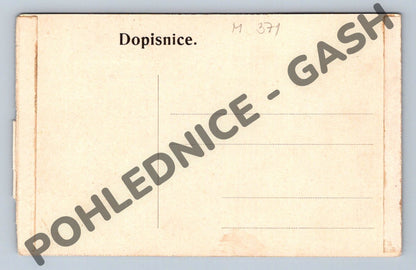 M 371
Dopisnice.
POHLEDNICE - GASH